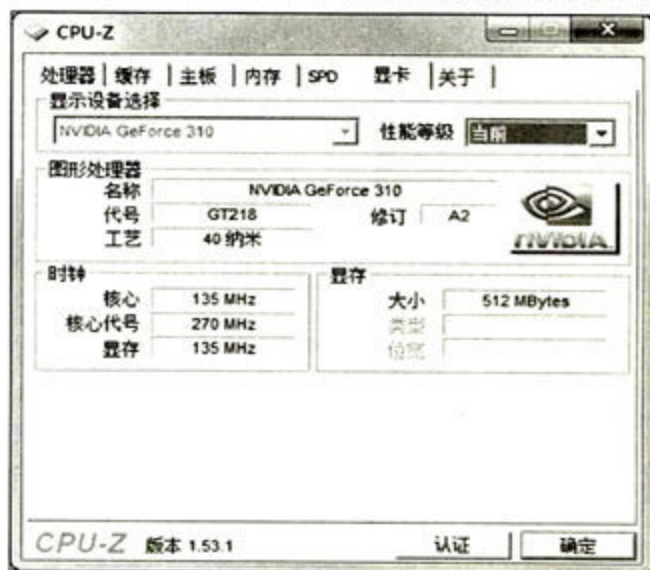 CPU-Z
处理器 缓存 主板 内存 SPD 显卡 关于
显示设备选择
NVIDIA GeForce 310 性能等级 当前
图形处理器
名称 NVIDIA GeForce 310
代号 GT218 修订 A2
工艺 40 纳米
nVIDIA
时钟
核心 135 MHz
核心代号 270 MHz
显存 135 MHz
显存
大小 512 MBytes
类型
位宽
CPU-Z 版本 1.53.1 认证 确定